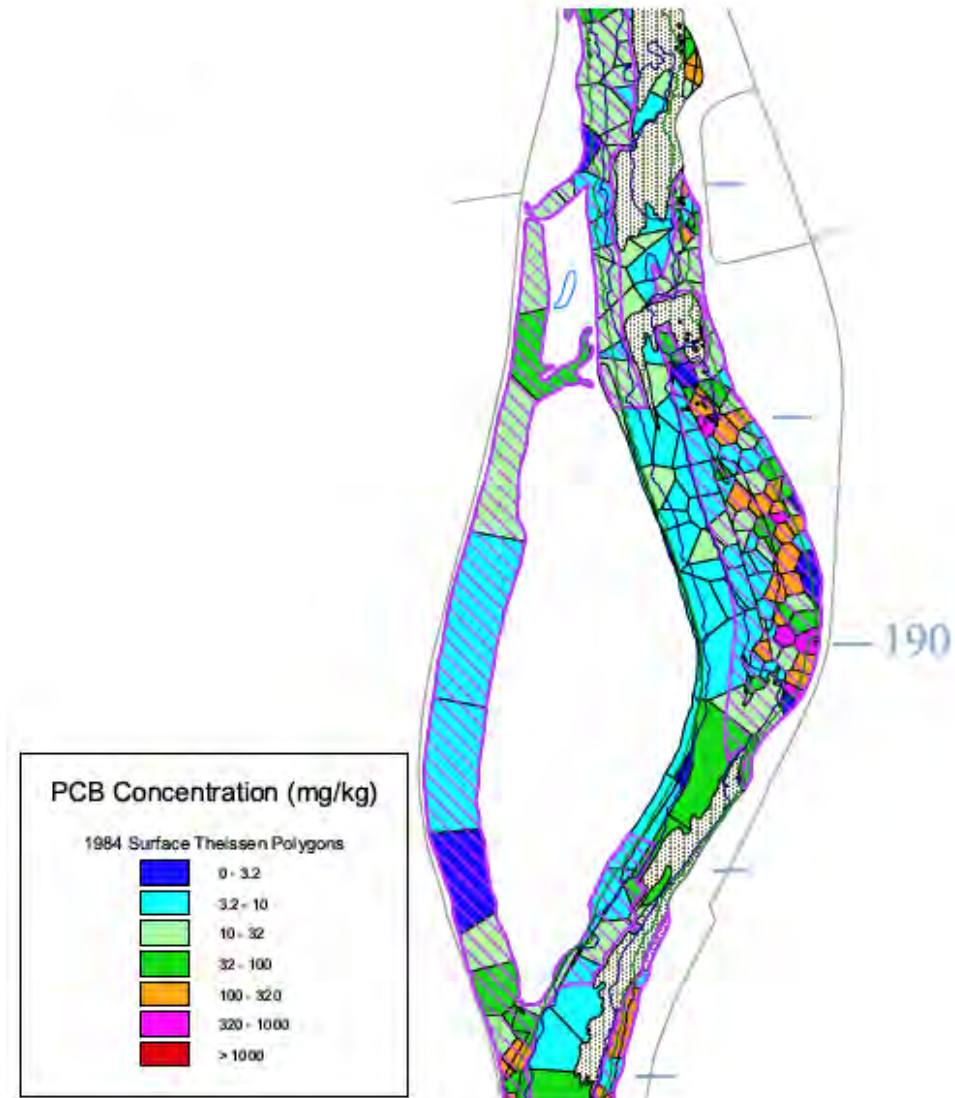 190
PCB Concentration (mg/kg)
1984 Surface Theissen Polygons
0 - 3.2
3.2 - 10
10 - 32
32 - 100
100 - 320
320 - 1000
> 1000